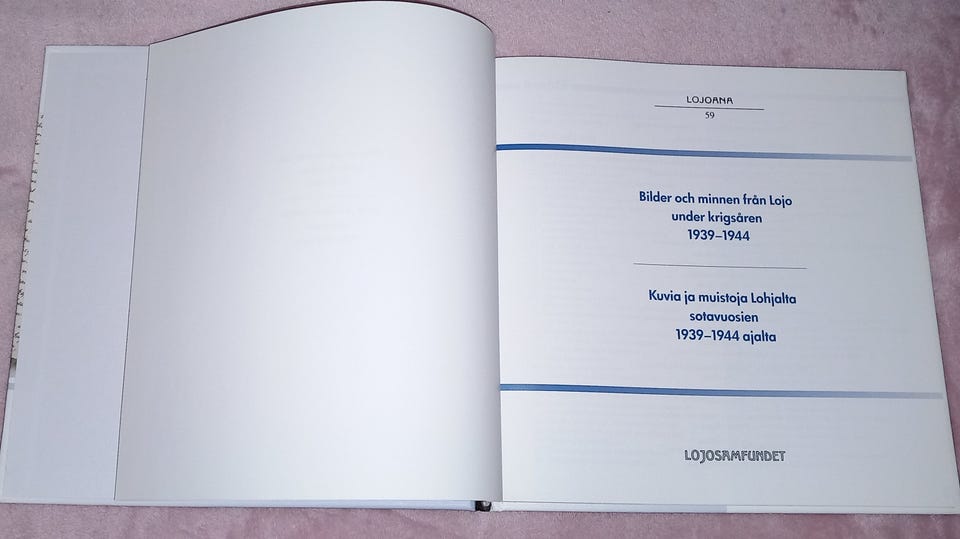 LOJOANA
59
Bilder och minnen från Lojo
under krigsåren
1939–1944
Kuvia ja muistoja Lohjalta
sotavuosien
1939–1944 ajalta
LOJOSAMFUNDET